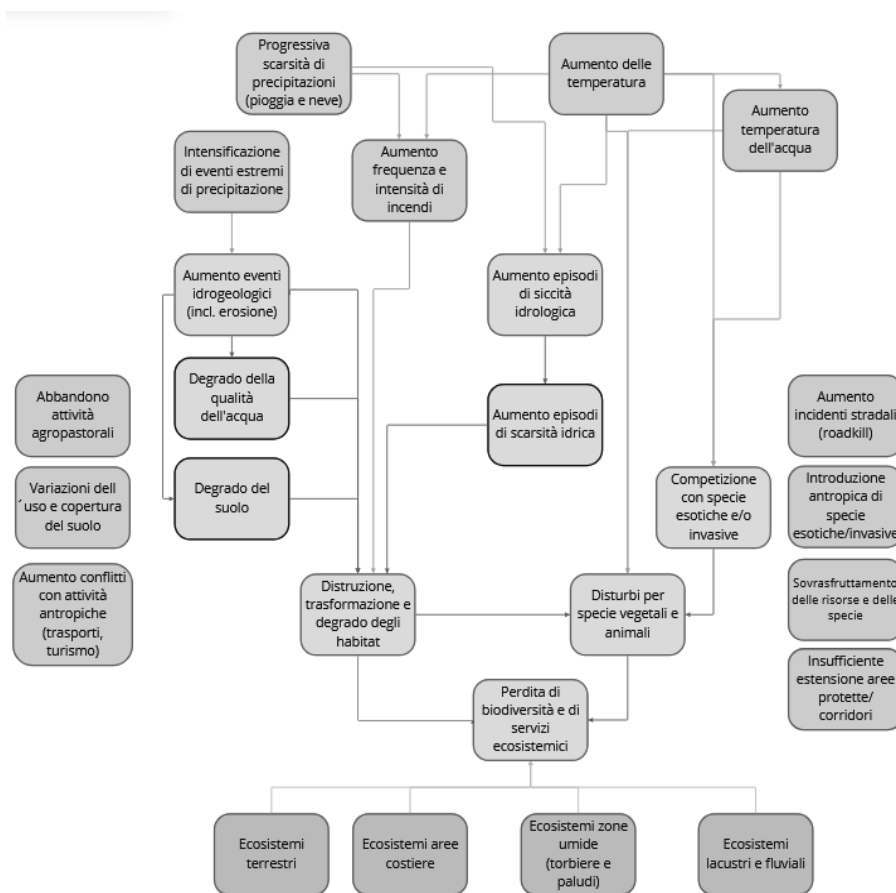 Progressiva
scarsità di
precipitazioni
(pioggia e neve)
Aumento delle
temperatura
Aumento
temperatura
dell'acqua
Intensificazione
di eventi estremi
di precipitazione
Aumento
frequenza e
intensità di
incendi
Aumento eventi
idrogeologici
(incl. erosione)
Aumento episodi
di siccità
idrologica
Degrado della
qualità
dell'acqua
Aumento episodi
di scarsità idrica
Abbandono
attività
agropastorali
Aumento
incidenti stradali
(roadkill)
Variazioni dell
´uso e copertura
del suolo
Degrado del
suolo
Competizione
con specie
esotiche e/o
invasive
Introduzione
antropica di
specie
esotiche/invasive
Aumento conflitti
con attività
antropiche
(trasporti,
turismo)
Distruzione,
trasformazione e
degrado degli
habitat
Disturbi per
specie vegetali e
animali
Sovrasfruttamento
delle risorse e delle
specie
Insufficiente
estensione aree
protette/
corridori
Perdita di
biodiversità e di
servizi
ecosistemici
Ecosistemi
terrestri
Ecosistemi aree
costiere
Ecosistemi zone
umide
(torbiere e
paludi)
Ecosistemi
lacustri e fluviali